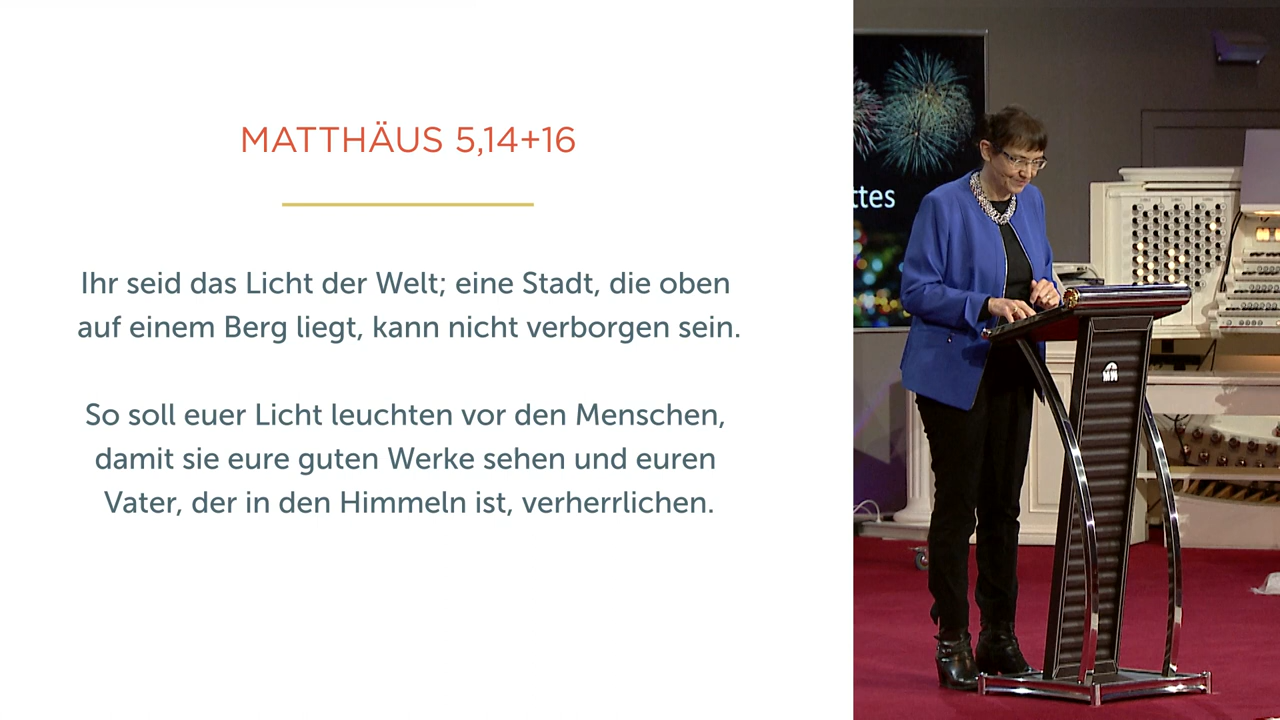 MATTHÄUS 5,14+16
Ihr seid das Licht der Welt; eine Stadt, die oben
auf einem Berg liegt, kann nicht verborgen sein.
So soll euer Licht leuchten vor den Menschen,
damit sie eure guten Werke sehen und euren
Vater, der in den Himmeln ist, verherrlichen.
ttes